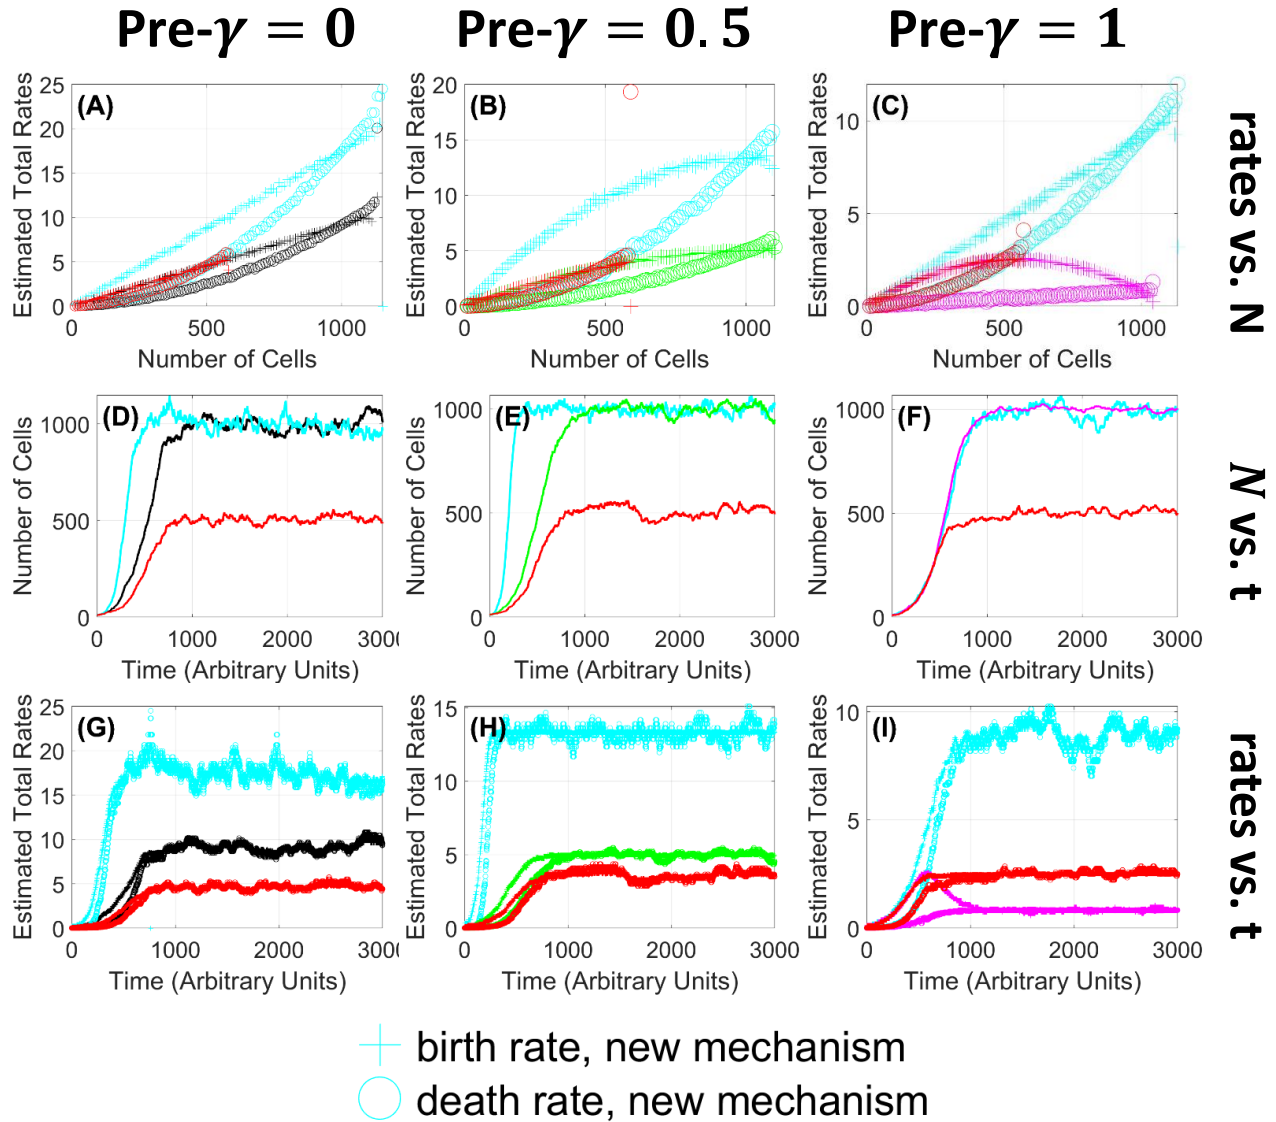 Pre-γ = 0 Pre-γ = 0.5 Pre-γ = 1
(A) (B) (C)
Estimated Total Rates Estimated Total Rates Estimated Total Rates
25 20 15 10 5 0
20 15 10 5 0
10 5 0
0 500 1000 0 500 1000 0 500 1000
Number of Cells Number of Cells Number of Cells
rates vs. N
(D) (E) (F)
Number of Cells Number of Cells Number of Cells
1000 500 0
1000 500 0
1000 500 0
0 1000 2000 3000 0 1000 2000 3000 0 1000 2000 3000
Time (Arbitrary Units) Time (Arbitrary Units) Time (Arbitrary Units)
N vs. t
(G) (H) (I)
Estimated Total Rates Estimated Total Rates Estimated Total Rates
25 20 15 10 5 0
15 10 5 0
10 5 0
0 1000 2000 3000 0 1000 2000 3000 0 1000 2000 3000
Time (Arbitrary Units) Time (Arbitrary Units) Time (Arbitrary Units)
rates vs. t
birth rate, new mechanism
death rate, new mechanism